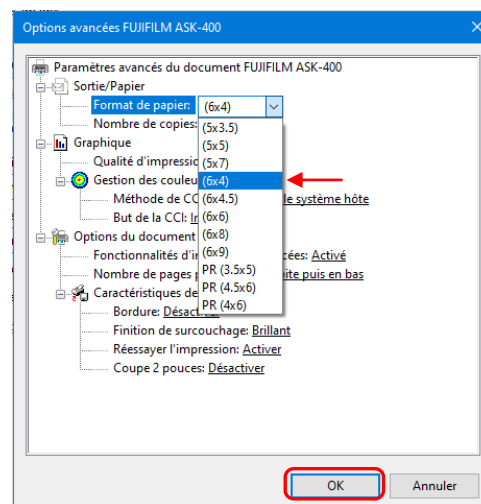 Options avancées FUJIFILM ASK-400
Paramètres avancés du document FUJIFILM ASK-400
Sortie/Papier
Format de papier: (6x4)
Nombre de copies:
(5x3.5)
Graphique
(5x5)
Qualité d'impressio
(5x7)
Gestion des couleu
(6x4)
Méthode de CC
(6x4.5)
le système hôte
But de la CCI: Ir
(6x6)
Options du document
(6x8)
Fonctionnalités d'ir
(6x9)
cées: Activé
Nombre de pages p
PR (3.5x5)
ite puis en bas
Caractéristiques de
PR (4.5x6)
Bordure: Désact
PR (4x6)
Finition de surcouchage: Brillant
Réessayer l'impression: Activer
Coupe 2 pouces: Désactiver
OK
Annuler